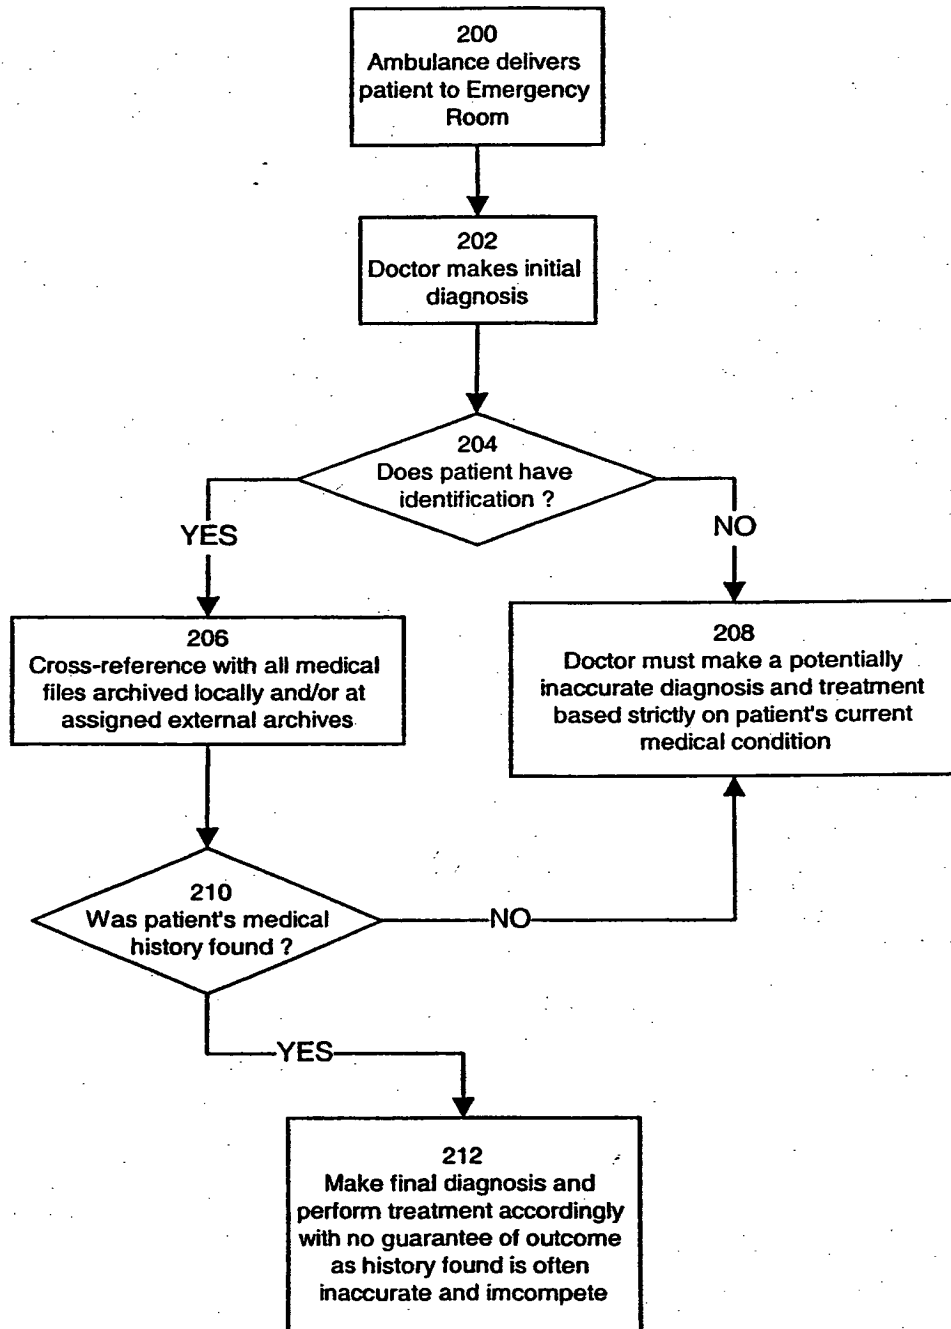 200
Ambulance delivers
patient to Emergency
Room
202
Doctor makes initial
diagnosis
204
Does patient have
identification ?
YES
NO
206
Cross-reference with all medical
files archived locally and/or at
assigned external archives
208
Doctor must make a potentially
inaccurate diagnosis and treatment
based strictly on patient's current
medical condition
210
Was patient's medical
history found ?
NO
YES
212
Make final diagnosis and
perform treatment accordingly
with no guarantee of outcome
as history found is often
inaccurate and imcompete